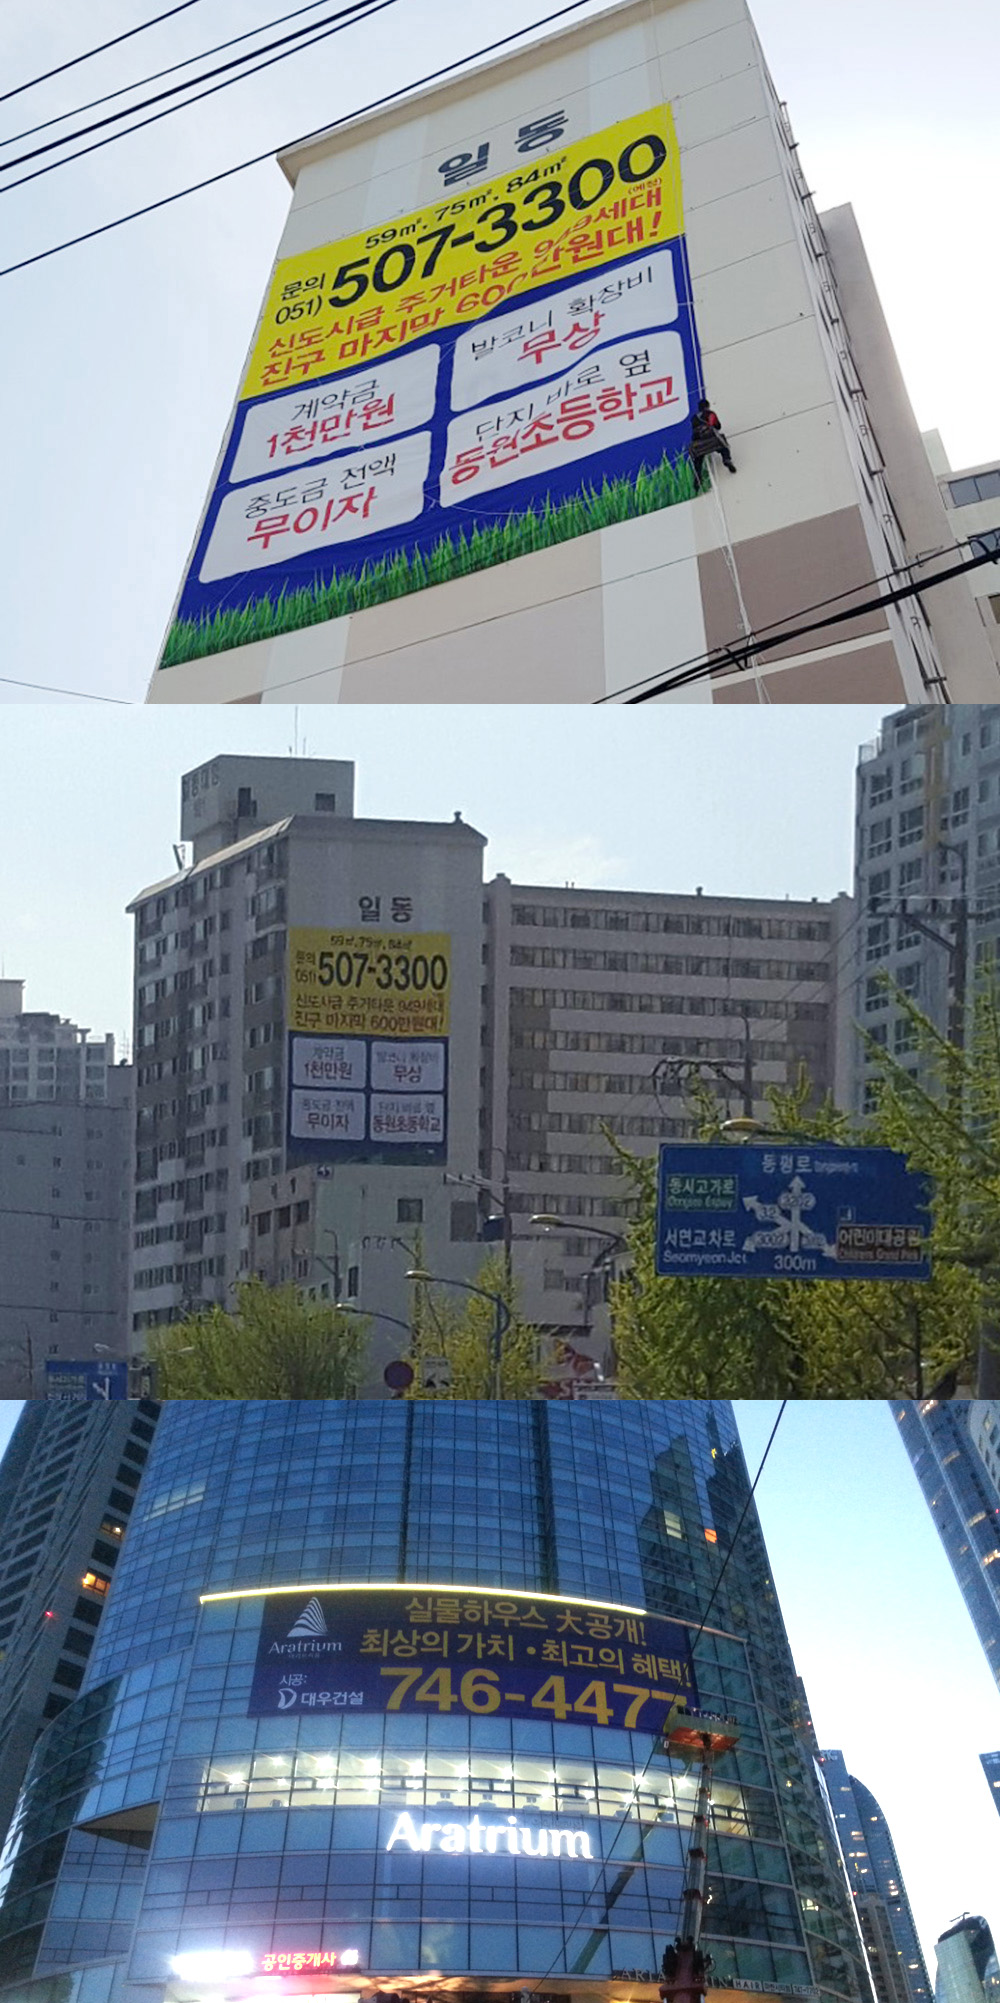 일동
59㎡, 75㎡, 84㎡
문의 051) 507-3300
(예정)
신도시급 주거타운 949세대
진구 마지막 600만원대!
계약금
1천만원
발코니 확장비
무상
중도금 전액
무이자
단지 바로 옆
동원초등학교
일동
59㎡, 75㎡, 84㎡
문의 051) 507-3300
신도시급 주거타운 949세대
진구 마지막 600만원대!
계약금
1천만원
발코니 확장비
무상
중도금 전액
무이자
단지 바로 옆
동원초등학교
동평로
동서고가로
서면교차로
Seomyeon Jct
300m
어린이대공원
Children's Grand Park
Aratrium
실물하우스 大공개!
최상의 가치 • 최고의 혜택!
시공:
대우건설
746-4477
Aratrium
공인중개사
HAIR